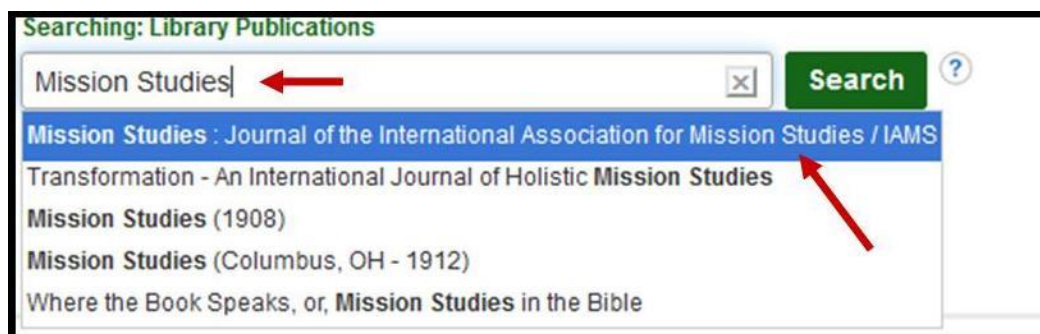 Searching: Library Publications
Mission Studies
Search
?
Mission Studies : Journal of the International Association for Mission Studies / IAMS
Transformation - An International Journal of Holistic Mission Studies
Mission Studies (1908)
Mission Studies (Columbus, OH - 1912)
Where the Book Speaks, or, Mission Studies in the Bible